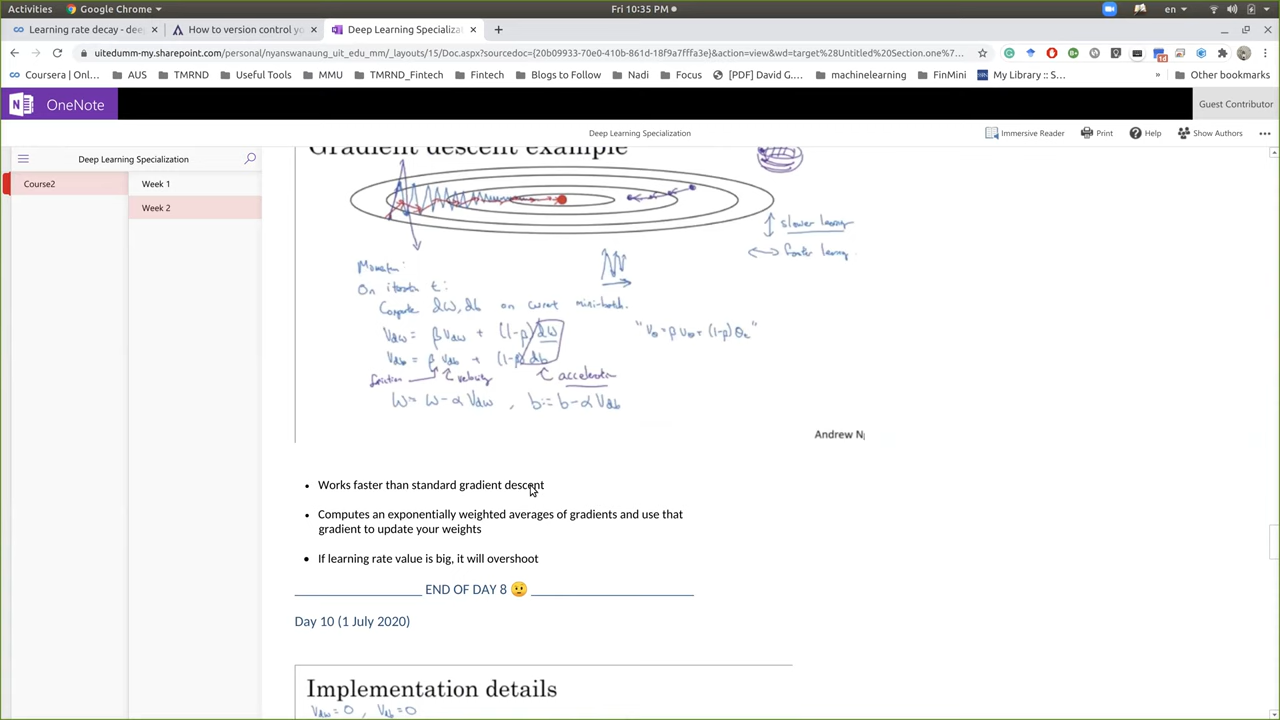 Activities
Google Chrome
Fri 10:35 PM
en
Learning rate decay - dee
How to version control yo
Deep Learning Specializatio
uitedumm-my.sharepoint.com/personal/nyanswanaung_uit_edu_mm/_layouts/15/Doc.aspx?sourcedoc={20b09933-70e0-410b-861d-18f9a7fffa3e}&action=view&wd=target%28Untitled%20Section.one%7...
Coursera | Onl...
AUS
TMRND
Useful Tools
MMU
TMRND_Fintech
Fintech
Blogs to Follow
Nadi
Focus
[PDF] David G....
machinelearning
FinMini
My Library :: S...
»
Other bookmarks
OneNote
Guest Contributor
Deep Learning Specialization
Immersive Reader
Print
Help
Show Authors
Deep Learning Specialization
Course2
Week 1
Week 2
Gradient descent example
slower learning
faster learning
Momentum:
On iteration t:
Compute dW, db on current mini-batch.
Vdw = β Vdw + (1-β) dW
"Vθ = β Vθ + (1-β) θt"
Vdb = β Vdb + (1-β) db
friction
velocity
acceleration
W = W - α Vdw , b := b - α Vdb
Andrew N
• Works faster than standard gradient descent
• Computes an exponentially weighted averages of gradients and use that
gradient to update your weights
• If learning rate value is big, it will overshoot
END OF DAY 8
Day 10 (1 July 2020)
Implementation details
Vdw = 0 , Vdb = 0